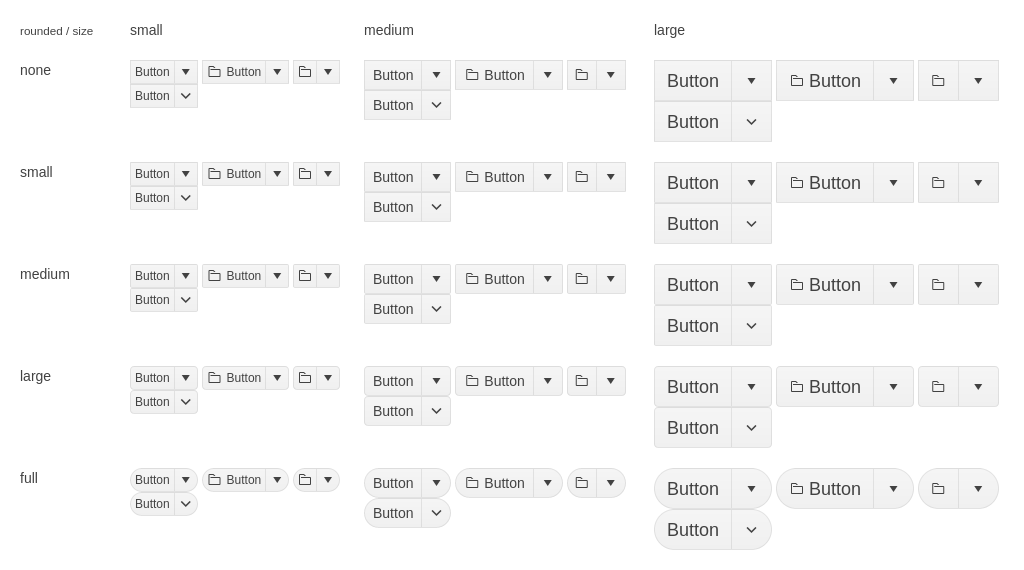 rounded / size small medium large
none Button Button Button Button Button Button
Button Button Button
small Button Button Button Button Button Button
Button Button Button
medium Button Button Button Button Button Button
Button Button Button
large Button Button Button Button Button Button
Button Button Button
full Button Button Button Button Button Button
Button Button Button